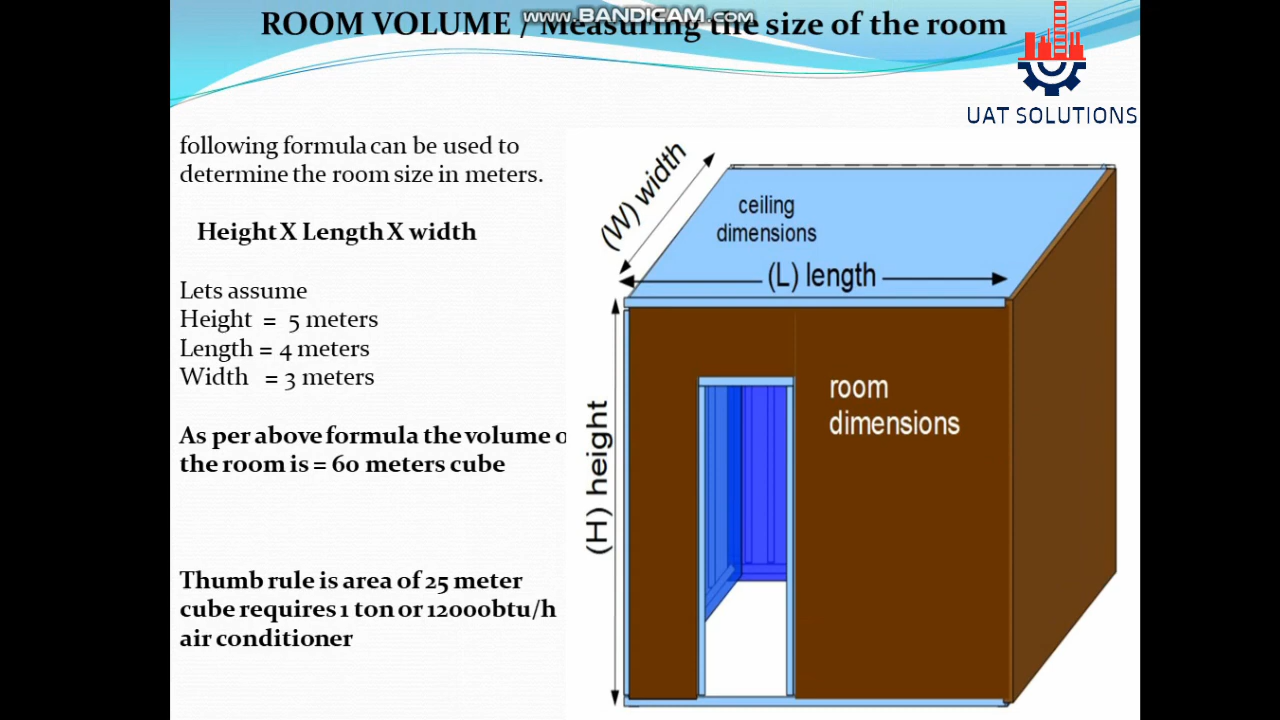 ROOM VOLUME / Measuring the size of the room
www.BANDICAM.com
UAT SOLUTIONS
following formula can be used to
determine the room size in meters.
Height X Length X width
Lets assume
Height = 5 meters
Length = 4 meters
Width = 3 meters
As per above formula the volume o
the room is = 60 meters cube
Thumb rule is area of 25 meter
cube requires 1 ton or 12000btu/h
air conditioner
(W) width
ceiling
dimensions
(L) length
(H) height
room
dimensions